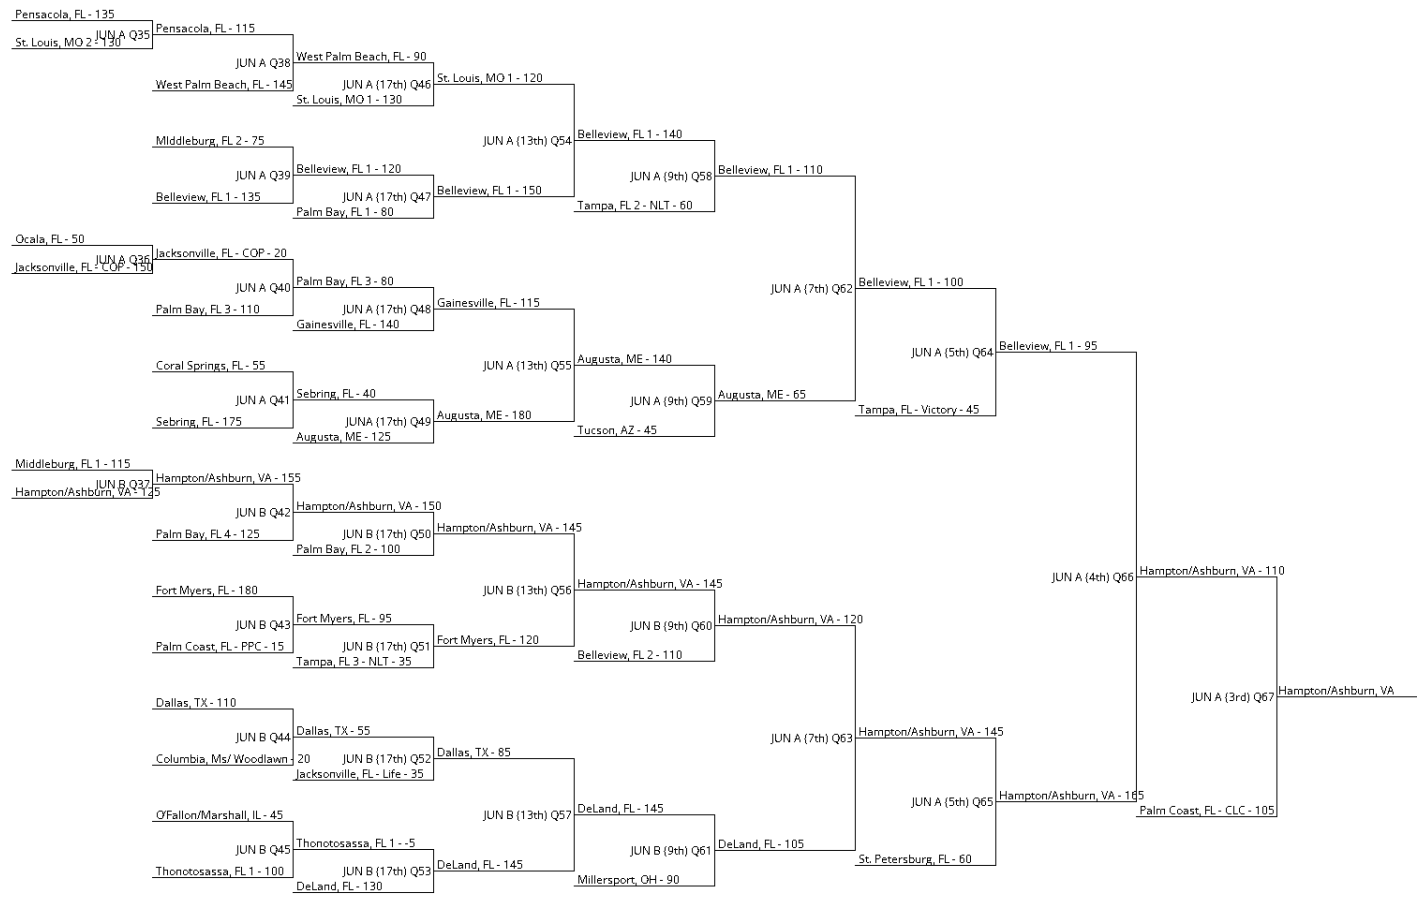 Pensacola, FL - 135
JUN A Q35
St. Louis, MO 2 - 130
Pensacola, FL - 115
JUN A Q38
West Palm Beach, FL - 145
West Palm Beach, FL - 90
JUN A (17th) Q46
St. Louis, MO 1 - 130
St. Louis, MO 1 - 120
JUN A (13th) Q54
MIddleburg, FL 2 - 75
JUN A Q39
Belleview, FL 1 - 135
Belleview, FL 1 - 120
JUN A (17th) Q47
Palm Bay, FL 1 - 80
Belleview, FL 1 - 150
Belleview, FL 1 - 140
JUN A (9th) Q58
Tampa, FL 2 - NLT - 60
Belleview, FL 1 - 110
Ocala, FL - 50
JUN A Q36
Jacksonville, FL - COP - 150
Jacksonville, FL - COP - 20
JUN A Q40
Palm Bay, FL 3 - 110
Palm Bay, FL 3 - 80
JUN A (17th) Q48
Gainesville, FL - 140
Gainesville, FL - 115
JUN A (13th) Q55
Coral Springs, FL - 55
JUN A Q41
Sebring, FL - 175
Sebring, FL - 40
JUNA (17th) Q49
Augusta, ME - 125
Augusta, ME - 180
Augusta, ME - 140
JUN A (9th) Q59
Tucson, AZ - 45
Augusta, ME - 65
JUN A (7th) Q62
Belleview, FL 1 - 100
JUN A (5th) Q64
Tampa, FL - Victory - 45
Belleview, FL 1 - 95
Middleburg, FL 1 - 115
JUN B Q37
Hampton/Ashburn, VA - 125
Hampton/Ashburn, VA - 155
JUN B Q42
Palm Bay, FL 4 - 125
Hampton/Ashburn, VA - 150
JUN B (17th) Q50
Palm Bay, FL 2 - 100
Hampton/Ashburn, VA - 145
JUN B (13th) Q56
Fort Myers, FL - 180
JUN B Q43
Palm Coast, FL - PPC - 15
Fort Myers, FL - 95
JUN B (17th) Q51
Tampa, FL 3 - NLT - 35
Fort Myers, FL - 120
Hampton/Ashburn, VA - 145
JUN B (9th) Q60
Belleview, FL 2 - 110
Hampton/Ashburn, VA - 120
Dallas, TX - 110
JUN B Q44
Columbia, Ms/ Woodlawn - 20
Dallas, TX - 55
JUN B (17th) Q52
Jacksonville, FL - Life - 35
Dallas, TX - 85
JUN B (13th) Q57
O'Fallon/Marshall, IL - 45
JUN B Q45
Thonotosassa, FL 1 - 100
Thonotosassa, FL 1 - -5
JUN B (17th) Q53
DeLand, FL - 130
DeLand, FL - 145
DeLand, FL - 145
JUN B (9th) Q61
Millersport, OH - 90
DeLand, FL - 105
JUN A (7th) Q63
Hampton/Ashburn, VA - 145
JUN A (5th) Q65
St. Petersburg, FL - 60
Hampton/Ashburn, VA - 165
JUN A (4th) Q66
Hampton/Ashburn, VA - 110
JUN A (3rd) Q67
Palm Coast, FL - CLC - 105
Hampton/Ashburn, VA